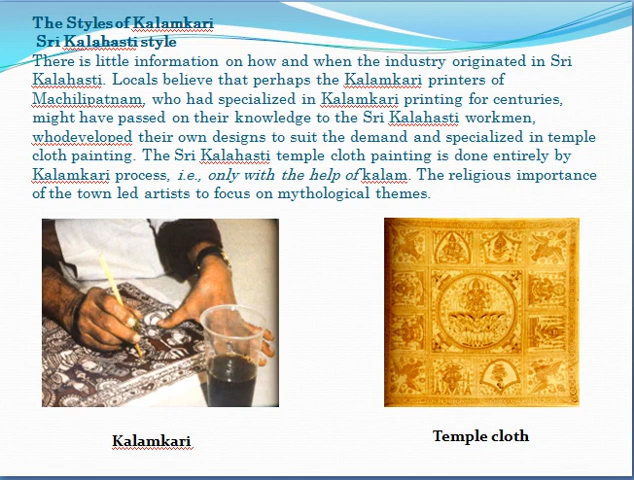 The Styles of Kalamkari
Sri Kalahasti style
There is little information on how and when the industry originated in Sri
Kalahasti. Locals believe that perhaps the Kalamkari printers of
Machilipatnam, who had specialized in Kalamkari printing for centuries,
might have passed on their knowledge to the Sri Kalahasti workmen,
whodeveloped their own designs to suit the demand and specialized in temple
cloth painting. The Sri Kalahasti temple cloth painting is done entirely by
Kalamkari process, i.e., only with the help of kalam. The religious importance
of the town led artists to focus on mythological themes.
Kalamkari
Temple cloth